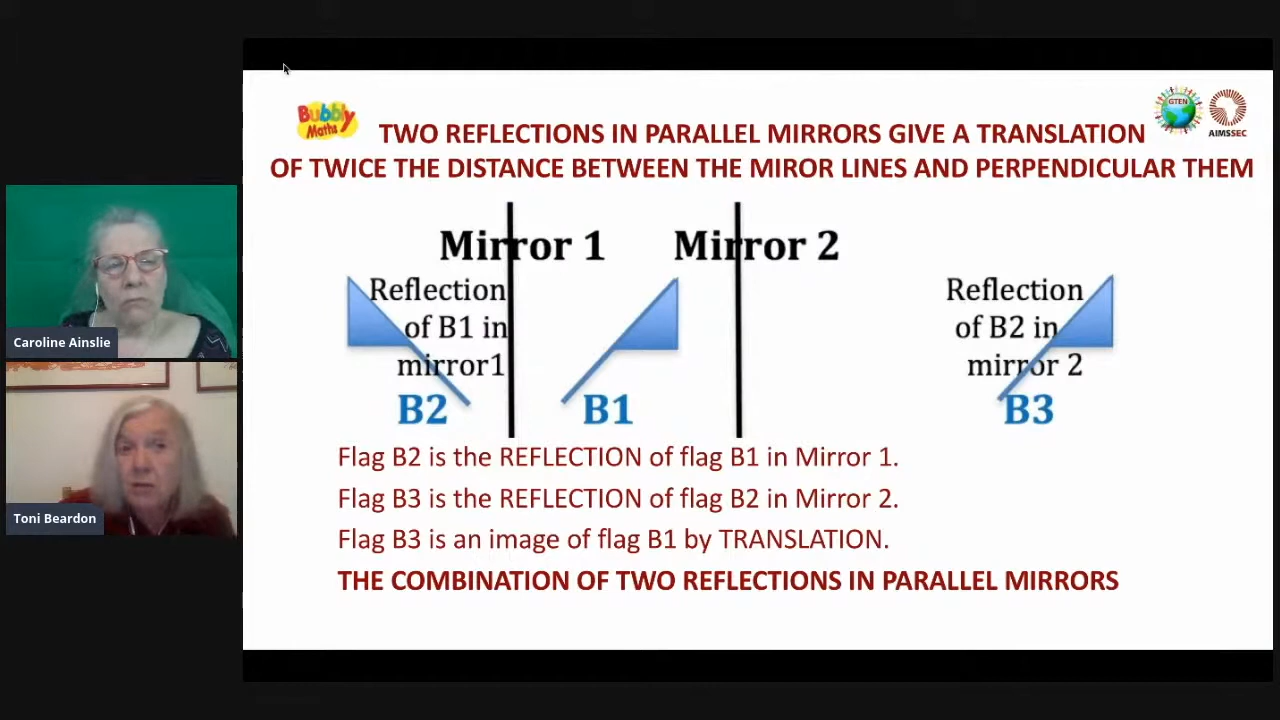 Bubbly
Maths
GTEN
AIMSSEC
TWO REFLECTIONS IN PARALLEL MIRRORS GIVE A TRANSLATION
OF TWICE THE DISTANCE BETWEEN THE MIROR LINES AND PERPENDICULAR THEM
Mirror 1
Mirror 2
Reflection
of B1 in
mirror1
B2
B1
Reflection
of B2 in
mirror 2
B3
Flag B2 is the REFLECTION of flag B1 in Mirror 1.
Flag B3 is the REFLECTION of flag B2 in Mirror 2.
Flag B3 is an image of flag B1 by TRANSLATION.
THE COMBINATION OF TWO REFLECTIONS IN PARALLEL MIRRORS
Caroline Ainslie
Toni Beardon